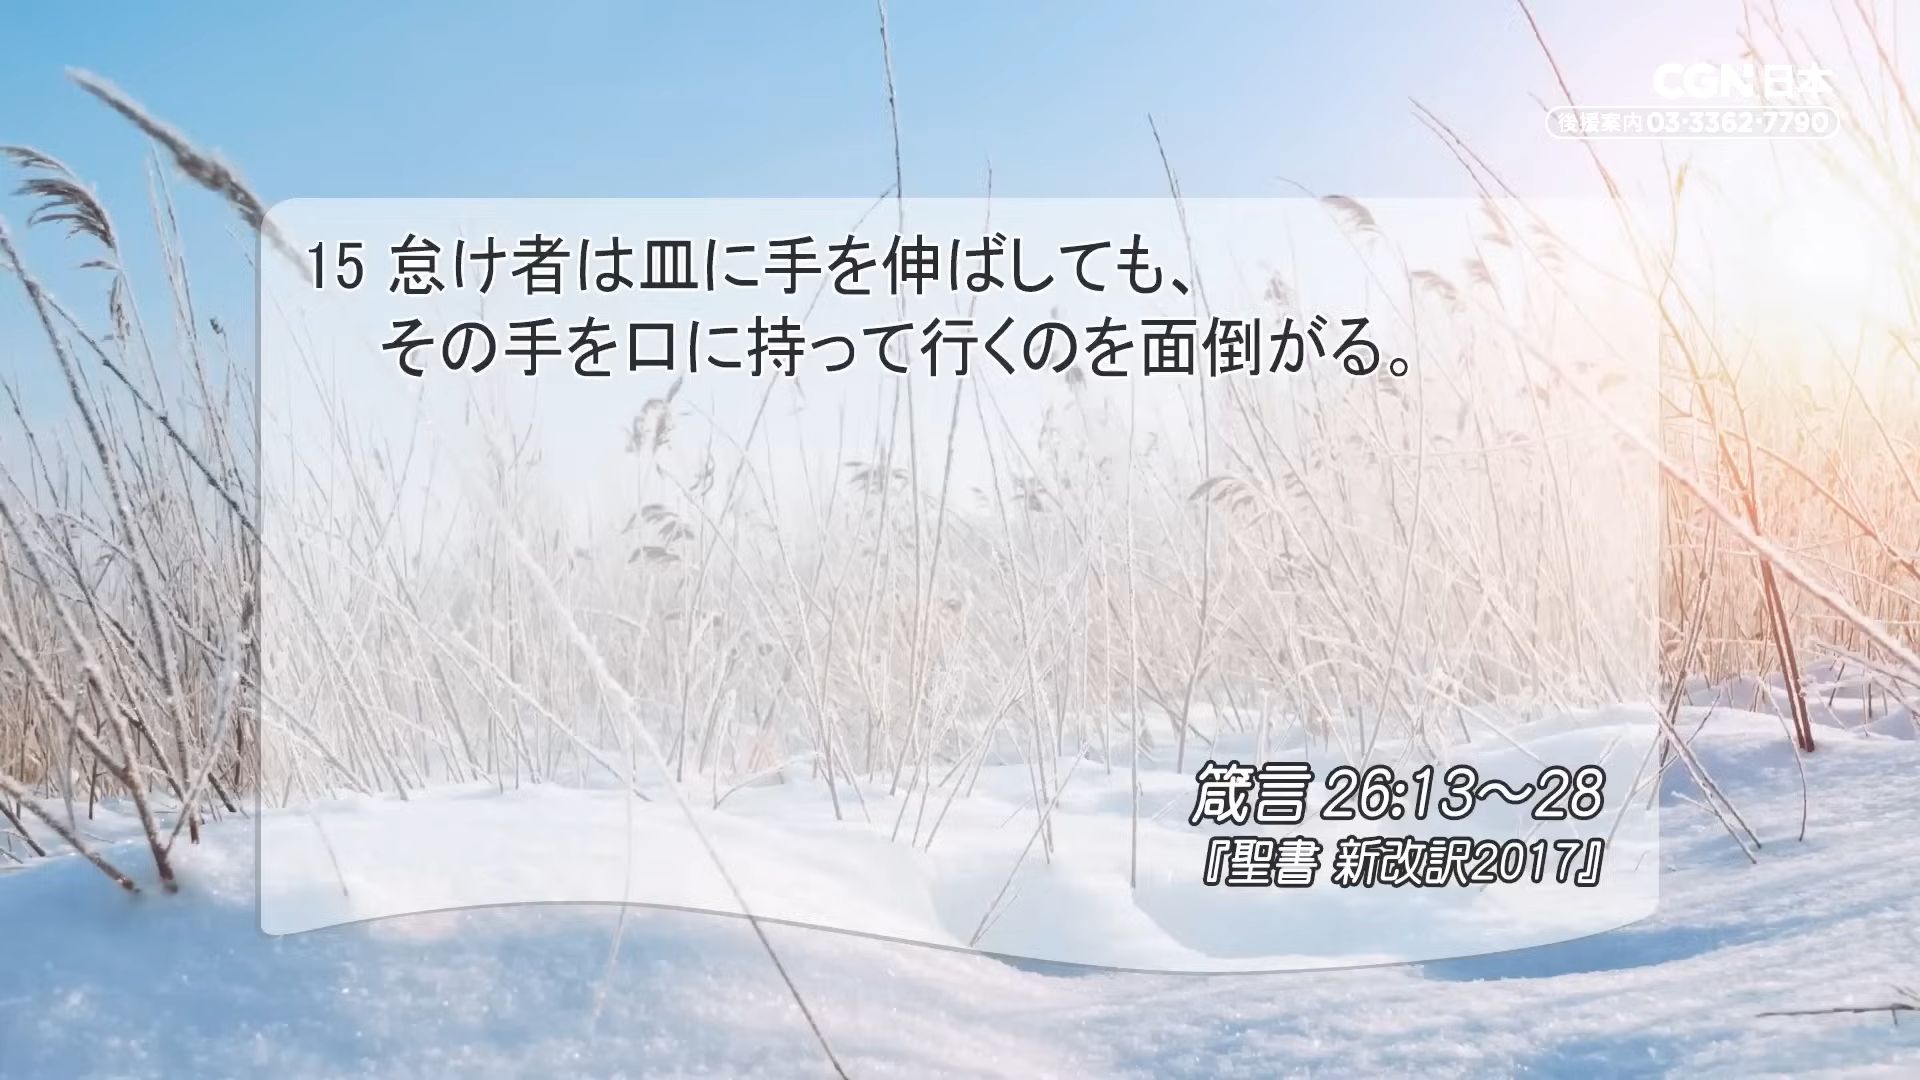 CGN 日本
後援案内 03-3362-7790
15 怠け者は皿に手を伸ばしても、
その手を口に持って行くのを面倒がる。
箴言 26:13〜28
『聖書 新改訳2017』